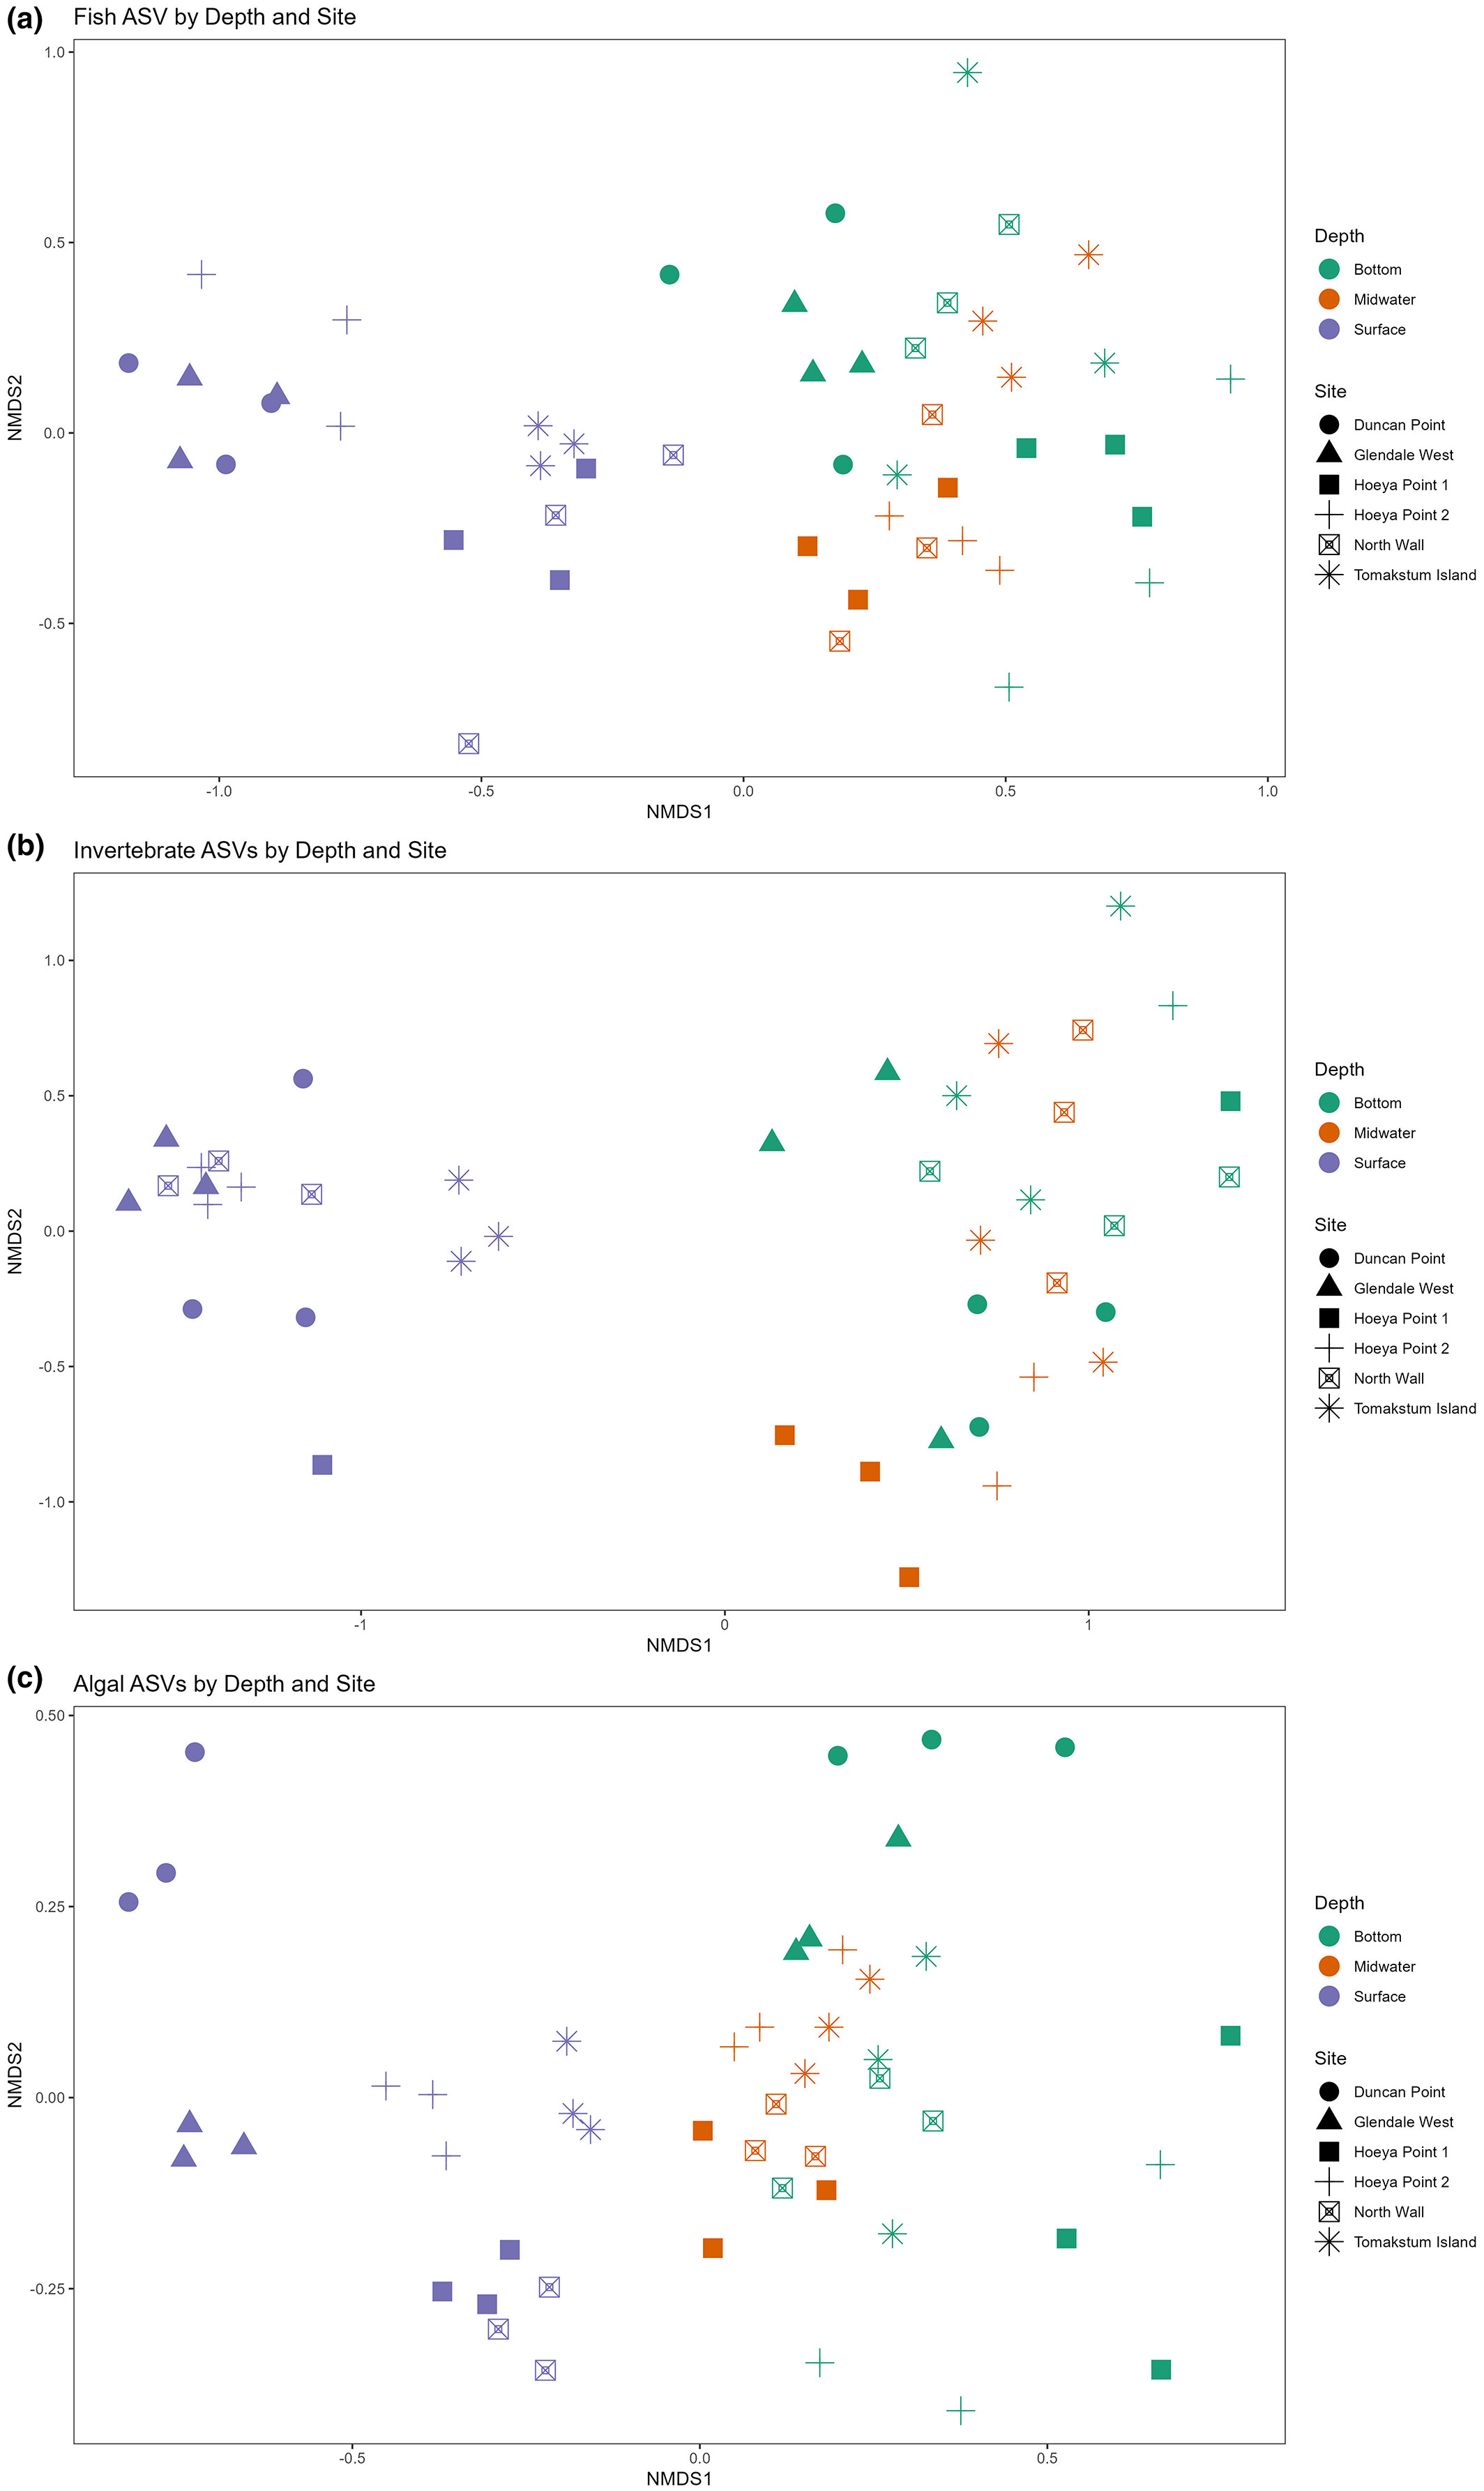 (a) Fish ASV by Depth and Site
1.0
0.5
0.0
-0.5
NMDS2
-1.0 -0.5 0.0 0.5 1.0
NMDS1
Depth
Bottom
Midwater
Surface
Site
Duncan Point
Glendale West
Hoeya Point 1
Hoeya Point 2
North Wall
Tomakstum Island
(b) Invertebrate ASVs by Depth and Site
1.0
0.5
0.0
-0.5
-1.0
NMDS2
-1 0 1
NMDS1
Depth
Bottom
Midwater
Surface
Site
Duncan Point
Glendale West
Hoeya Point 1
Hoeya Point 2
North Wall
Tomakstum Island
(c) Algal ASVs by Depth and Site
0.50
0.25
0.00
-0.25
NMDS2
-0.5 0.0 0.5
NMDS1
Depth
Bottom
Midwater
Surface
Site
Duncan Point
Glendale West
Hoeya Point 1
Hoeya Point 2
North Wall
Tomakstum Island